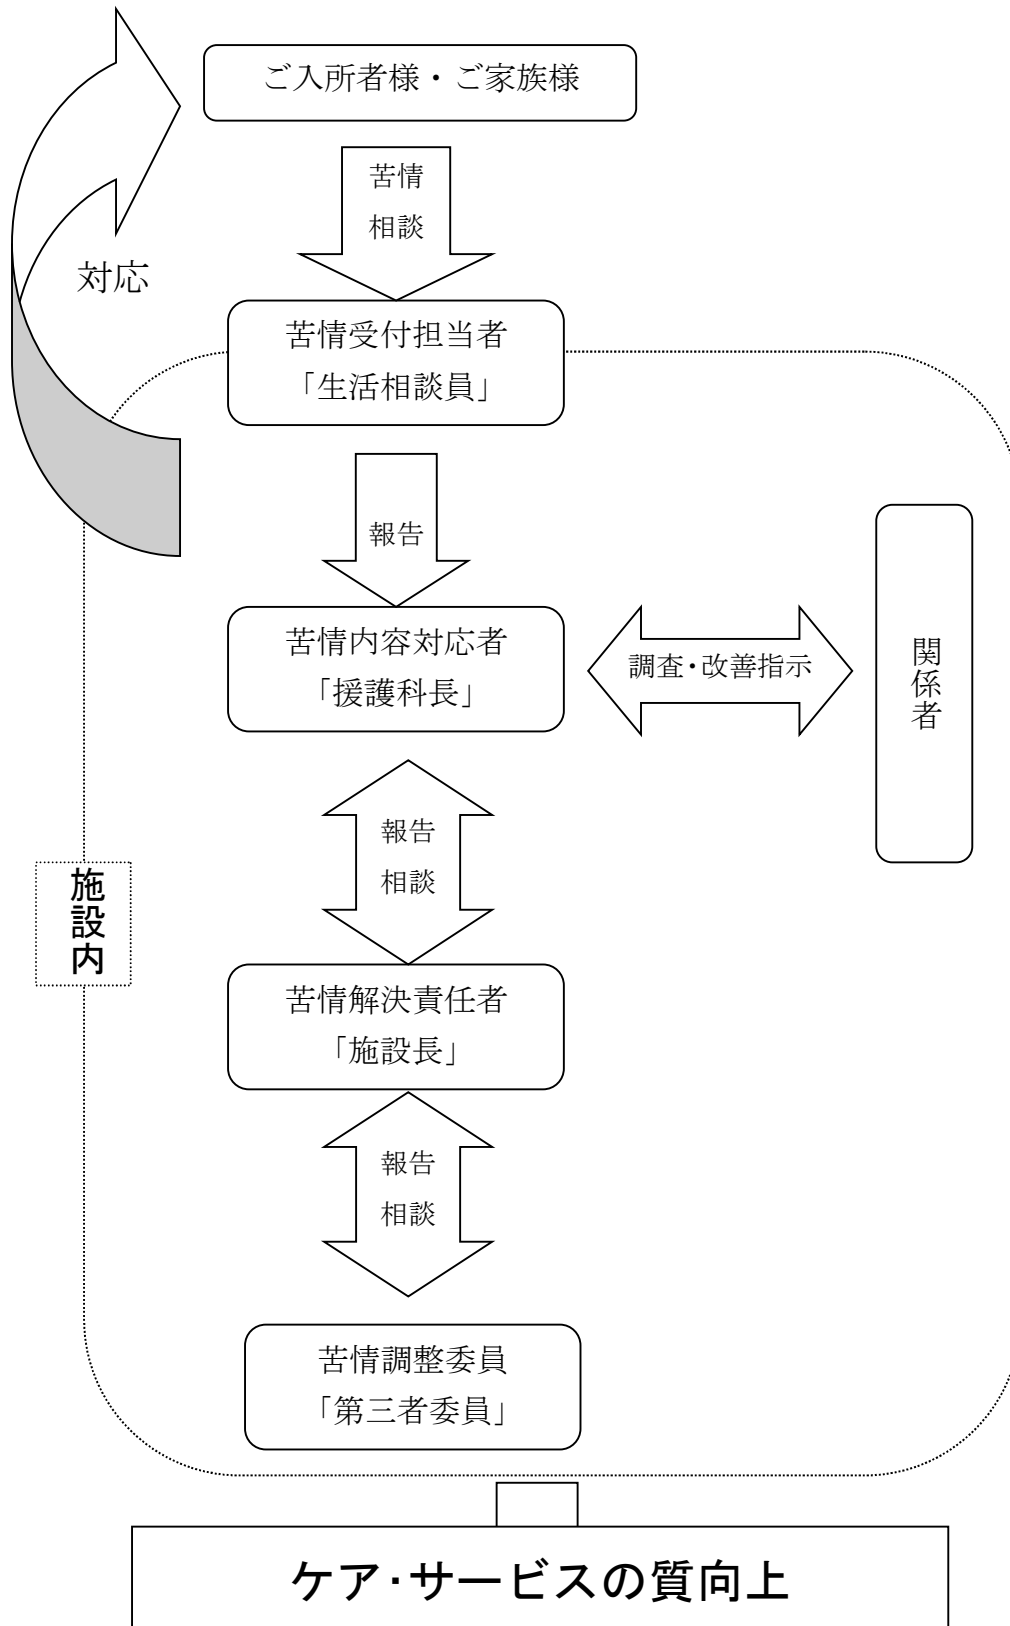 ご入所者様・ご家族様
苦情
相談
対応
苦情受付担当者
「生活相談員」
報告
苦情内容対応者
「援護科長」
調査・改善指示
関係者
報告
相談
施設内
苦情解決責任者
「施設長」
報告
相談
苦情調整委員
「第三者委員」
ケア・サービスの質向上